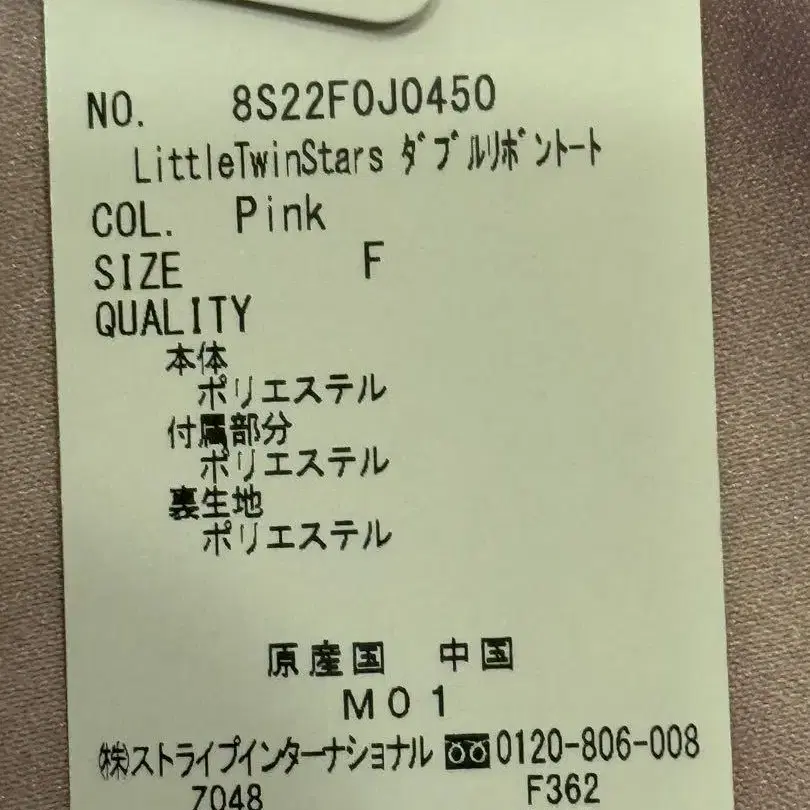 NO. 8S22F0J0450
LittleTwinStars ダブルリボントート
COL. Pink
SIZE F
QUALITY
本体
ポリエステル
付属部分
ポリエステル
裏生地
ポリエステル
原産国 中国
M01
㈱ストライプインターナショナル 0120-806-008
7048 F362